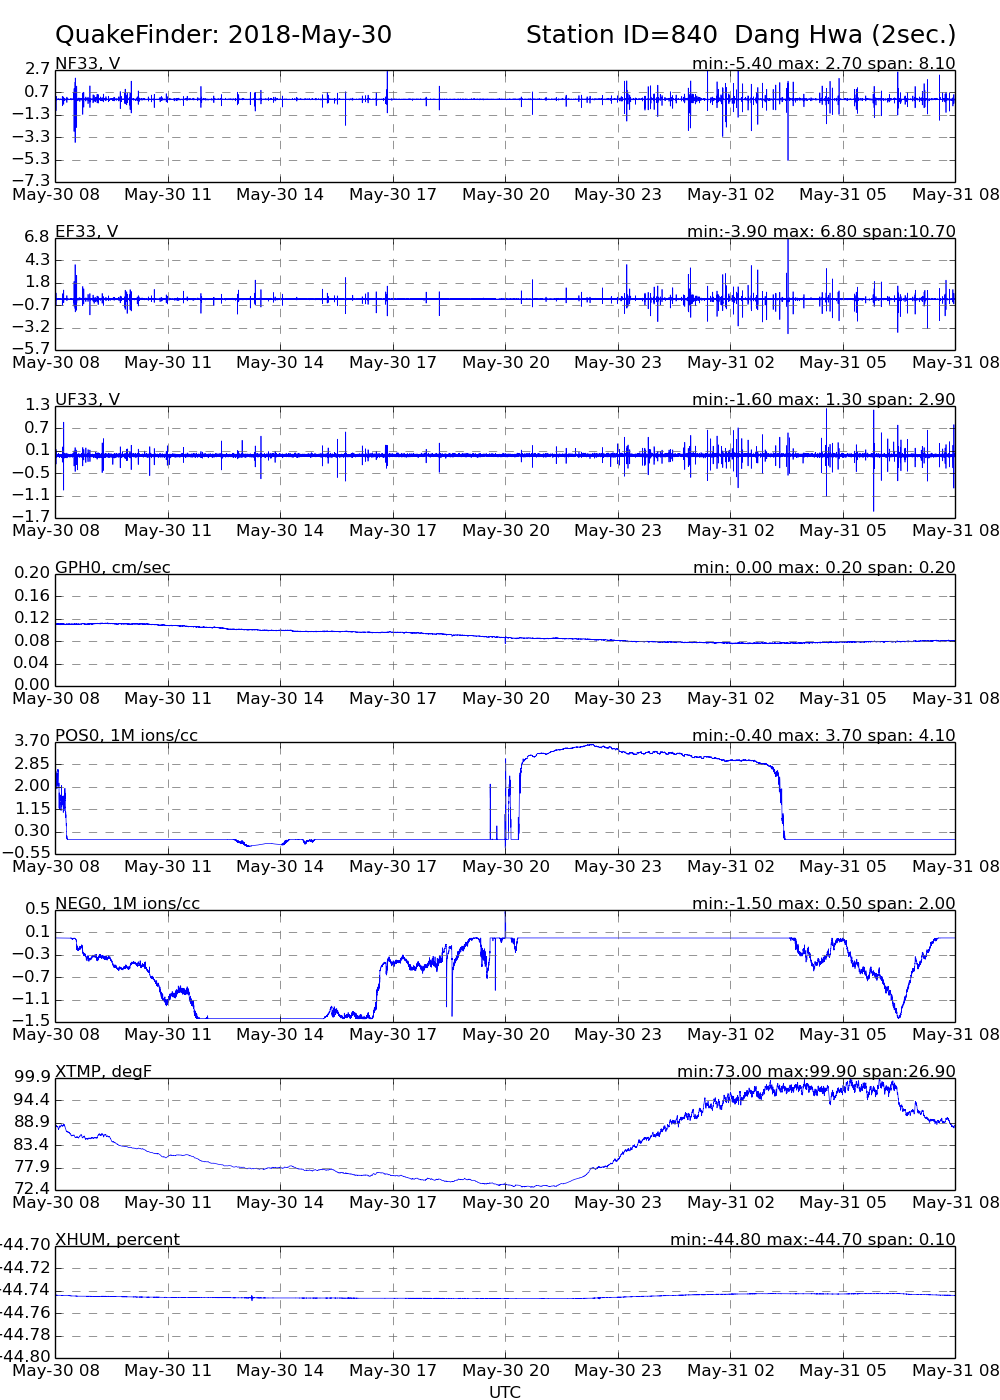 QuakeFinder: 2018-May-30 Station ID=840 Dang Hwa (2sec.)
NF33, V min:-5.40 max: 2.70 span: 8.10
2.7
0.7
−1.3
−3.3
−5.3
−7.3
May-30 08 May-30 11 May-30 14 May-30 17 May-30 20 May-30 23 May-31 02 May-31 05 May-31 08
EF33, V min:-3.90 max: 6.80 span:10.70
6.8
4.3
1.8
−0.7
−3.2
−5.7
May-30 08 May-30 11 May-30 14 May-30 17 May-30 20 May-30 23 May-31 02 May-31 05 May-31 08
UF33, V min:-1.60 max: 1.30 span: 2.90
1.3
0.7
0.1
−0.5
−1.1
−1.7
May-30 08 May-30 11 May-30 14 May-30 17 May-30 20 May-30 23 May-31 02 May-31 05 May-31 08
GPH0, cm/sec min: 0.00 max: 0.20 span: 0.20
0.20
0.16
0.12
0.08
0.04
0.00
May-30 08 May-30 11 May-30 14 May-30 17 May-30 20 May-30 23 May-31 02 May-31 05 May-31 08
POS0, 1M ions/cc min:-0.40 max: 3.70 span: 4.10
3.70
2.85
2.00
1.15
0.30
−0.55
May-30 08 May-30 11 May-30 14 May-30 17 May-30 20 May-30 23 May-31 02 May-31 05 May-31 08
NEG0, 1M ions/cc min:-1.50 max: 0.50 span: 2.00
0.5
0.1
−0.3
−0.7
−1.1
−1.5
May-30 08 May-30 11 May-30 14 May-30 17 May-30 20 May-30 23 May-31 02 May-31 05 May-31 08
XTMP, degF min:73.00 max:99.90 span:26.90
99.9
94.4
88.9
83.4
77.9
72.4
May-30 08 May-30 11 May-30 14 May-30 17 May-30 20 May-30 23 May-31 02 May-31 05 May-31 08
XHUM, percent min:-44.80 max:-44.70 span: 0.10
−44.70
−44.72
−44.74
−44.76
−44.78
−44.80
May-30 08 May-30 11 May-30 14 May-30 17 May-30 20 May-30 23 May-31 02 May-31 05 May-31 08
UTC